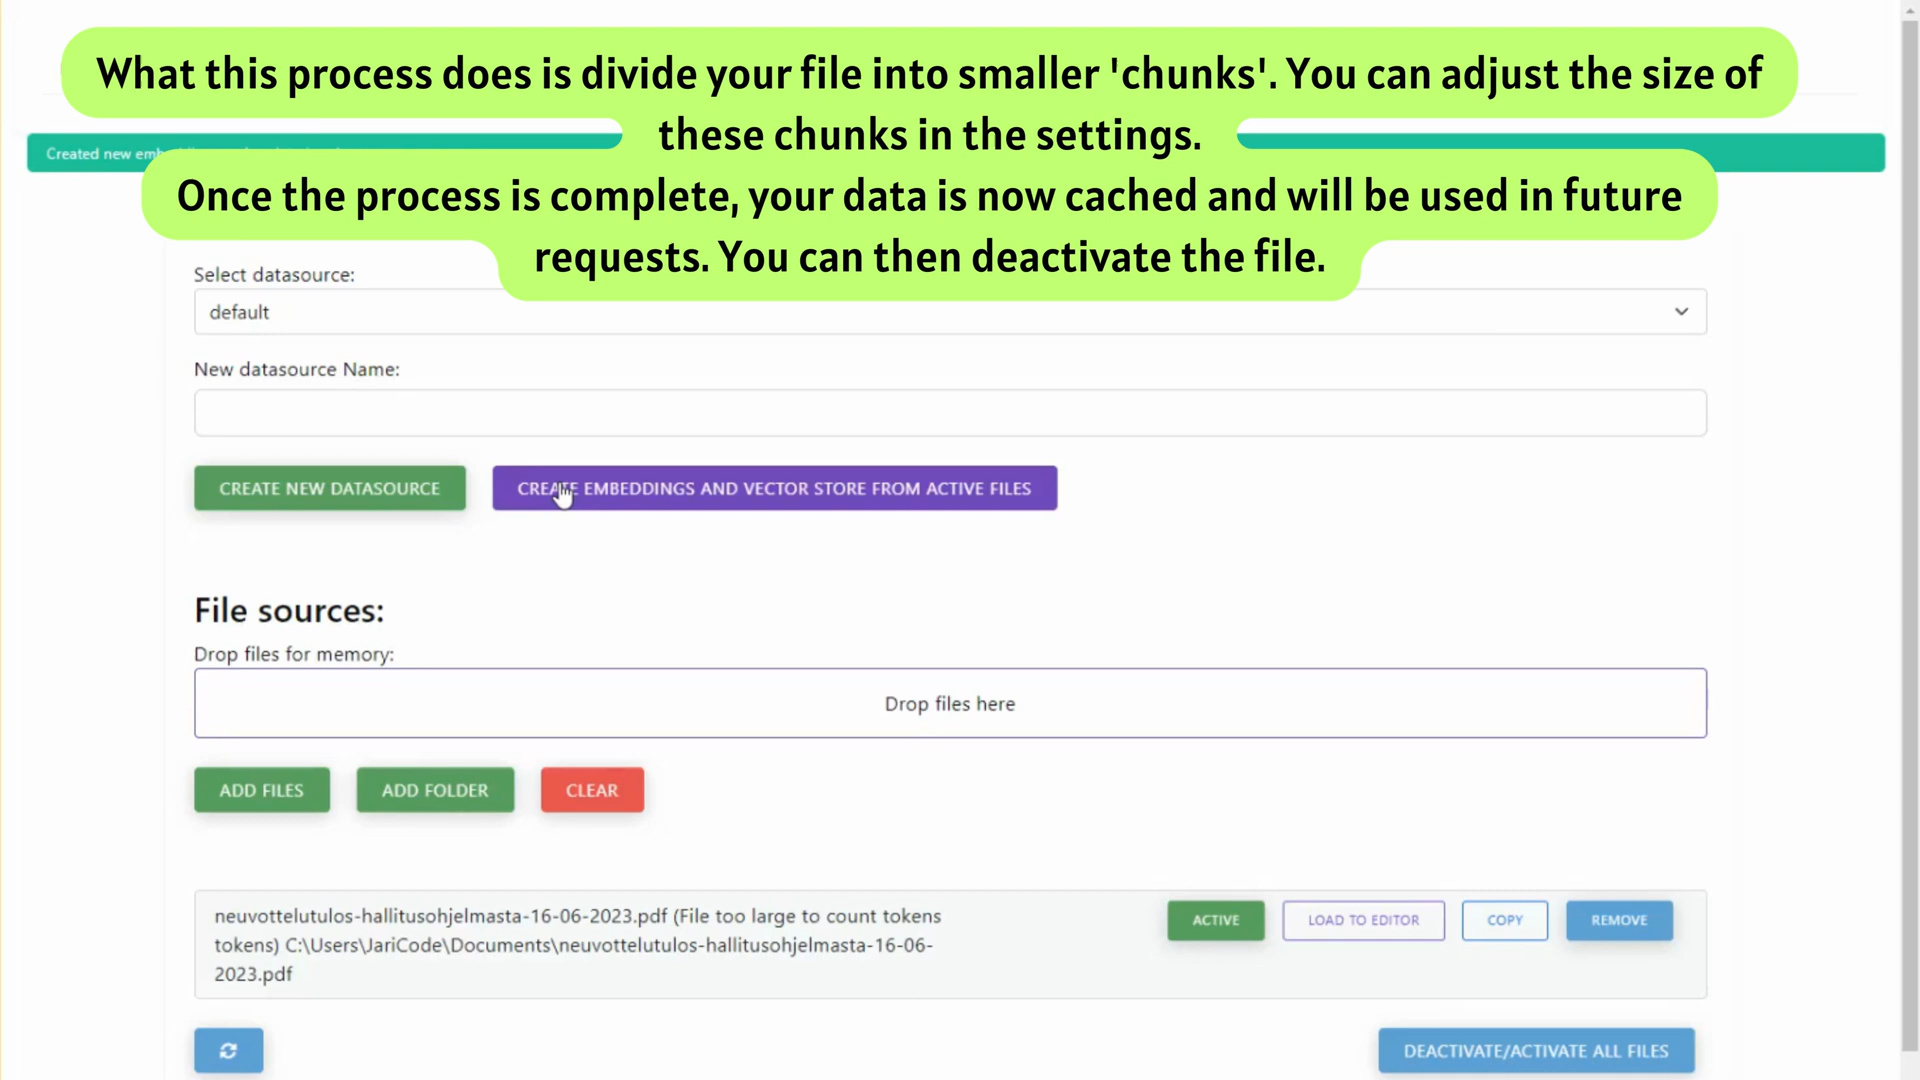 What this process does is divide your file into smaller 'chunks'. You can adjust the size of
these chunks in the settings.
Created new
Once the process is complete, your data is now cached and will be used in future
requests. You can then deactivate the file.
Select datasource:
default
New datasource Name:
CREATE NEW DATASOURCE
CREATE EMBEDDINGS AND VECTOR STORE FROM ACTIVE FILES
File sources:
Drop files for memory:
Drop files here
ADD FILES
ADD FOLDER
CLEAR
neuvottelutulos-hallitusohjelmasta-16-06-2023.pdf (File too large to count tokens
tokens) C:\Users\JariCode\Documents\neuvottelutulos-hallitusohjelmasta-16-06-
2023.pdf
ACTIVE
LOAD TO EDITOR
COPY
REMOVE
DEACTIVATE/ACTIVATE ALL FILES